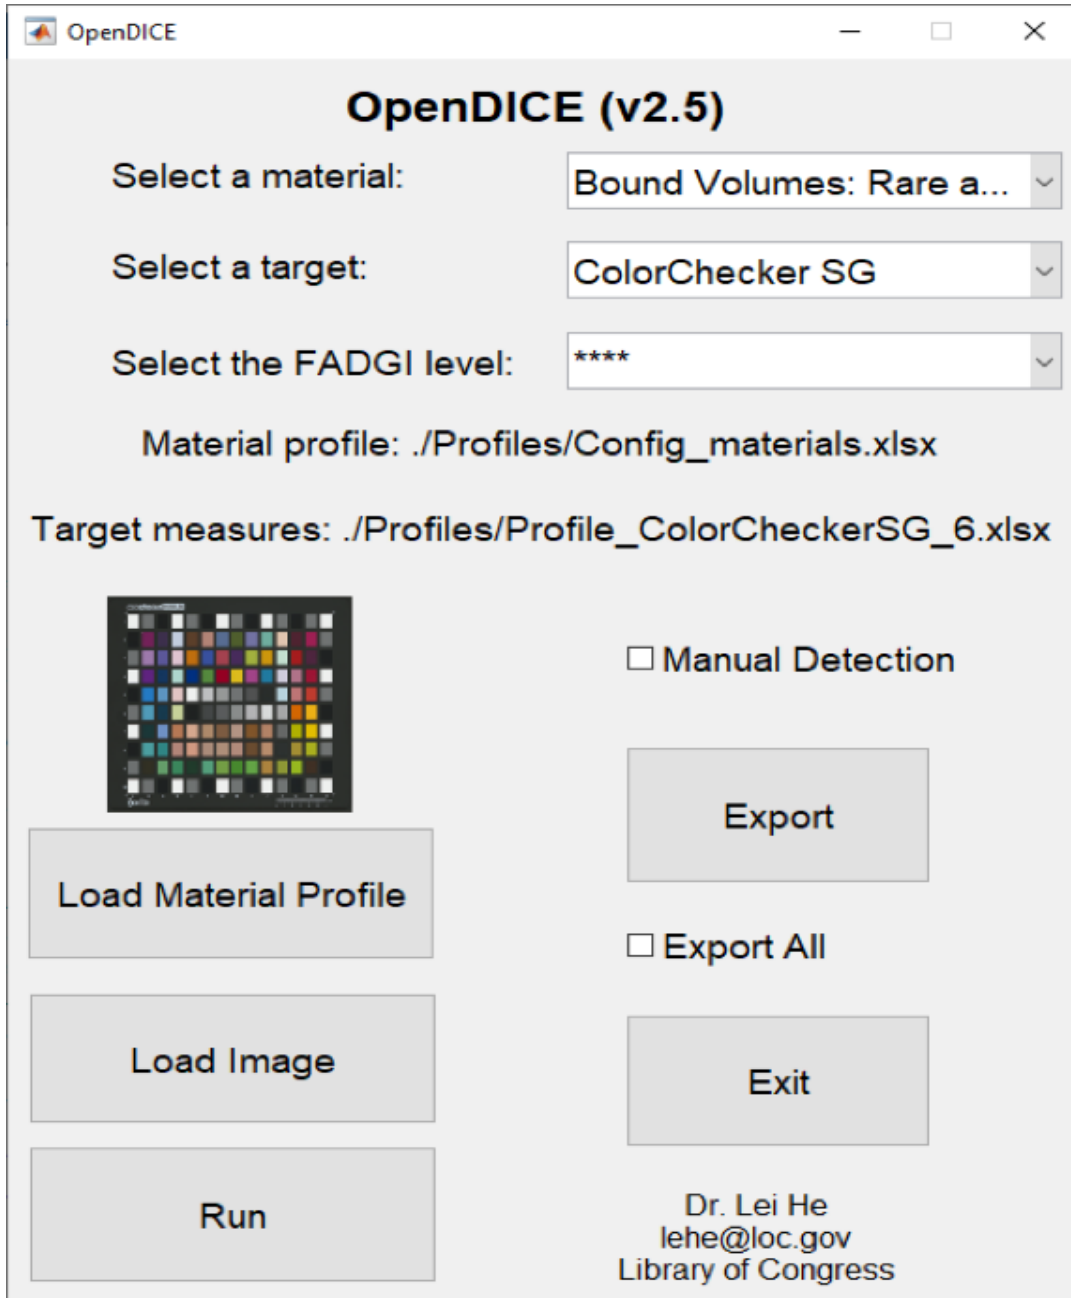 OpenDICE
OpenDICE (v2.5)
Select a material:
Bound Volumes: Rare a...
Select a target:
ColorChecker SG
Select the FADGI level:
****
Material profile: ./Profiles/Config_materials.xlsx
Target measures: ./Profiles/Profile_ColorCheckerSG_6.xlsx
Manual Detection
Export
Load Material Profile
Export All
Load Image
Exit
Run
Dr. Lei He
lehe@loc.gov
Library of Congress